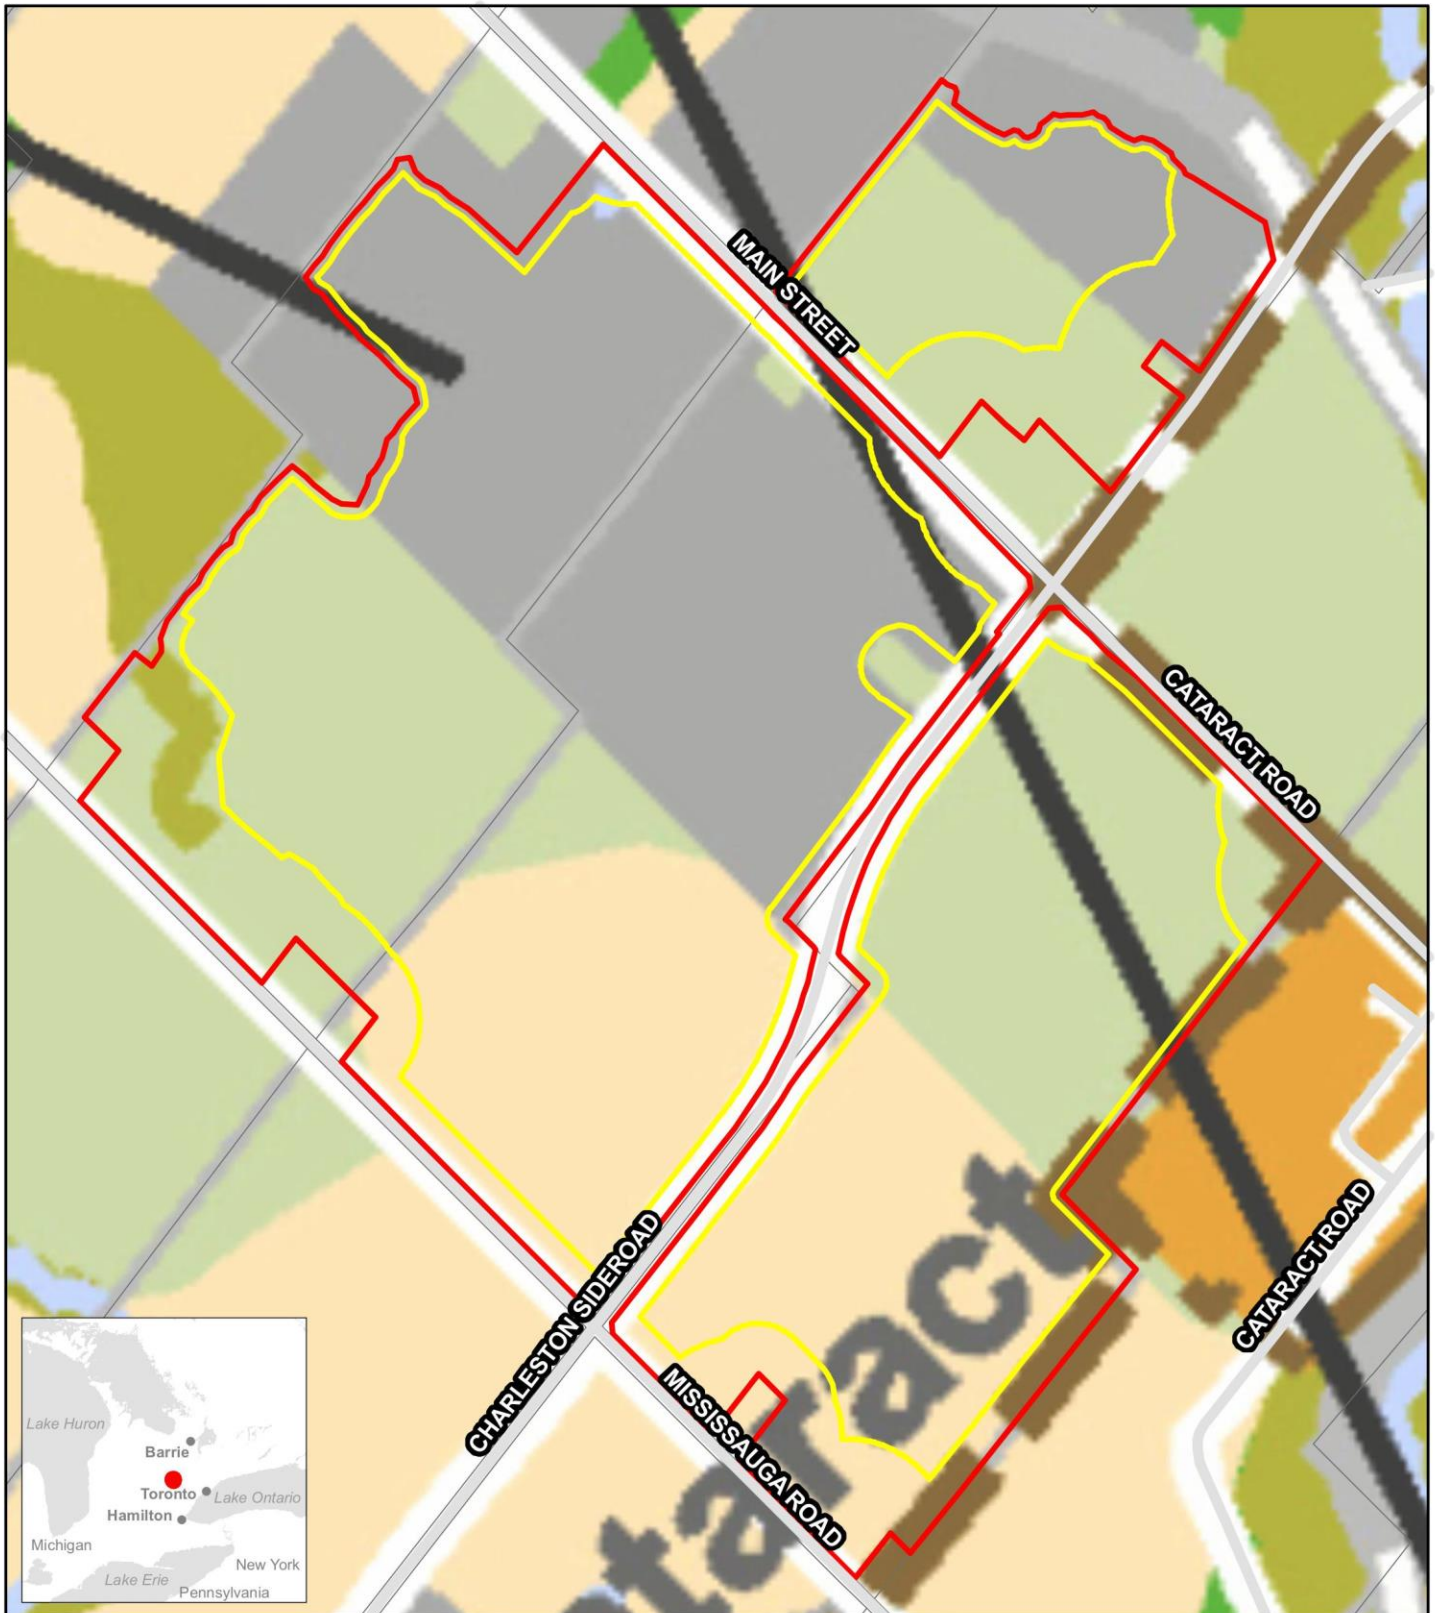 MAIN STREET
CATARACT ROAD
CATARACT ROAD
CHARLESTON SIDEROAD
MISSISSAUGA ROAD
ataract
Lake Huron
Barrie
Toronto
Lake Ontario
Hamilton
Michigan
New York
Lake Erie
Pennsylvania